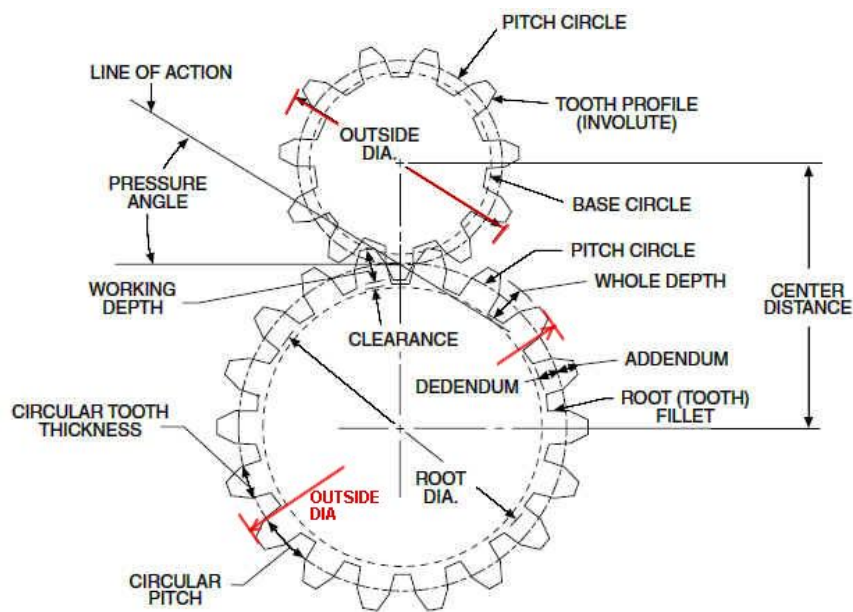 PITCH CIRCLE
LINE OF ACTION
TOOTH PROFILE
(INVOLUTE)
OUTSIDE
DIA.
PRESSURE
ANGLE
BASE CIRCLE
PITCH CIRCLE
WORKING
DEPTH
WHOLE DEPTH
CENTER
DISTANCE
CLEARANCE
ADDENDUM
DEDENDUM
ROOT (TOOTH)
FILLET
CIRCULAR TOOTH
THICKNESS
ROOT
DIA.
OUTSIDE
DIA
CIRCULAR
PITCH